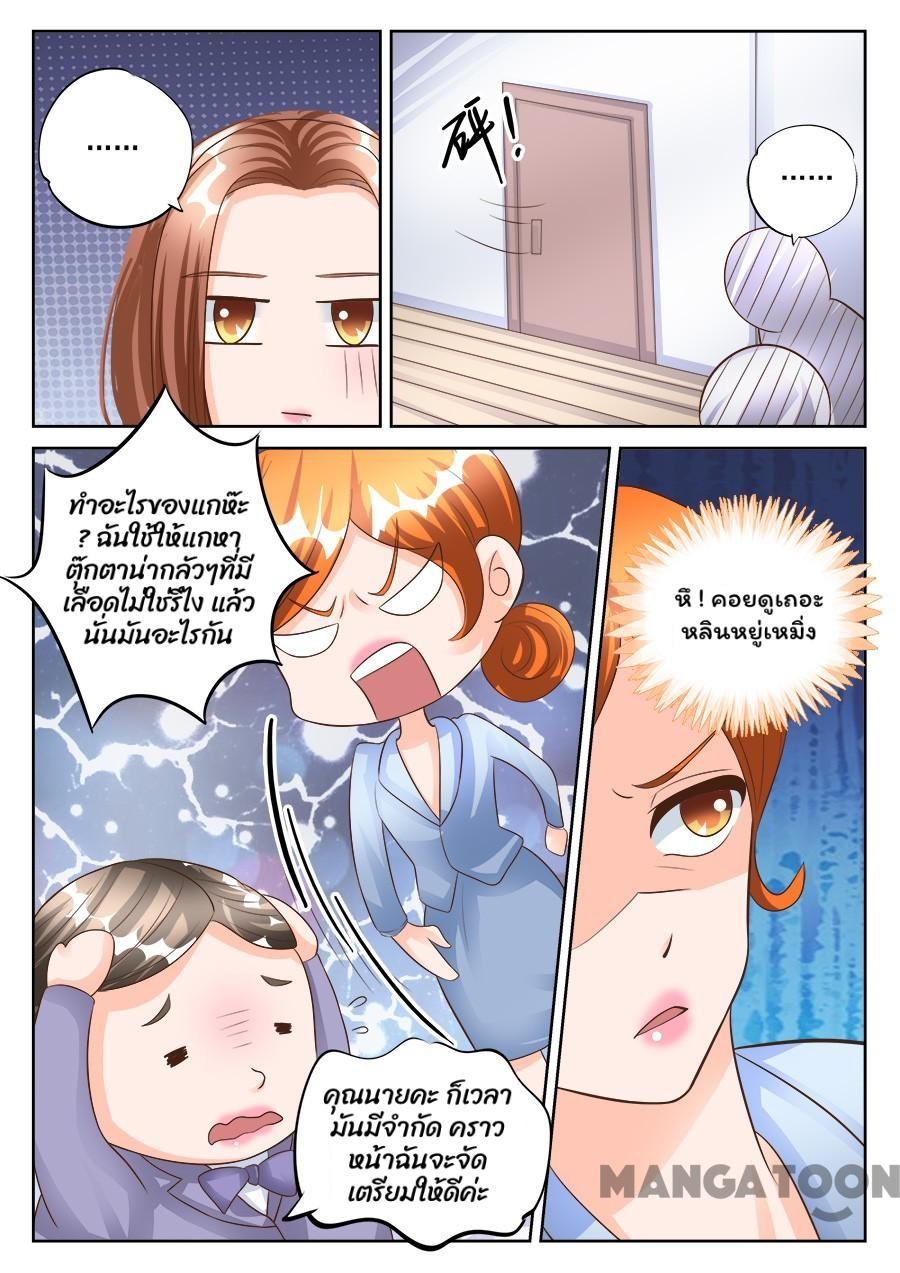 ......
砰!
......
ทำอะไรของแกห๊ะ
? ฉันใช้ให้แกหา
ตุ๊กตาน่ากลัวๆที่มี
เลือดไม่ใช่รึไง แล้ว
นั่นมันอะไรกัน
หึ ! คอยดูเถอะ
หลินหยู่เหมิ่ง
คุณนายคะ ก็เวลา
มันมีจำกัด คราว
หน้าฉันจะจัด
เตรียมให้ดีค่ะ
MANGATOON